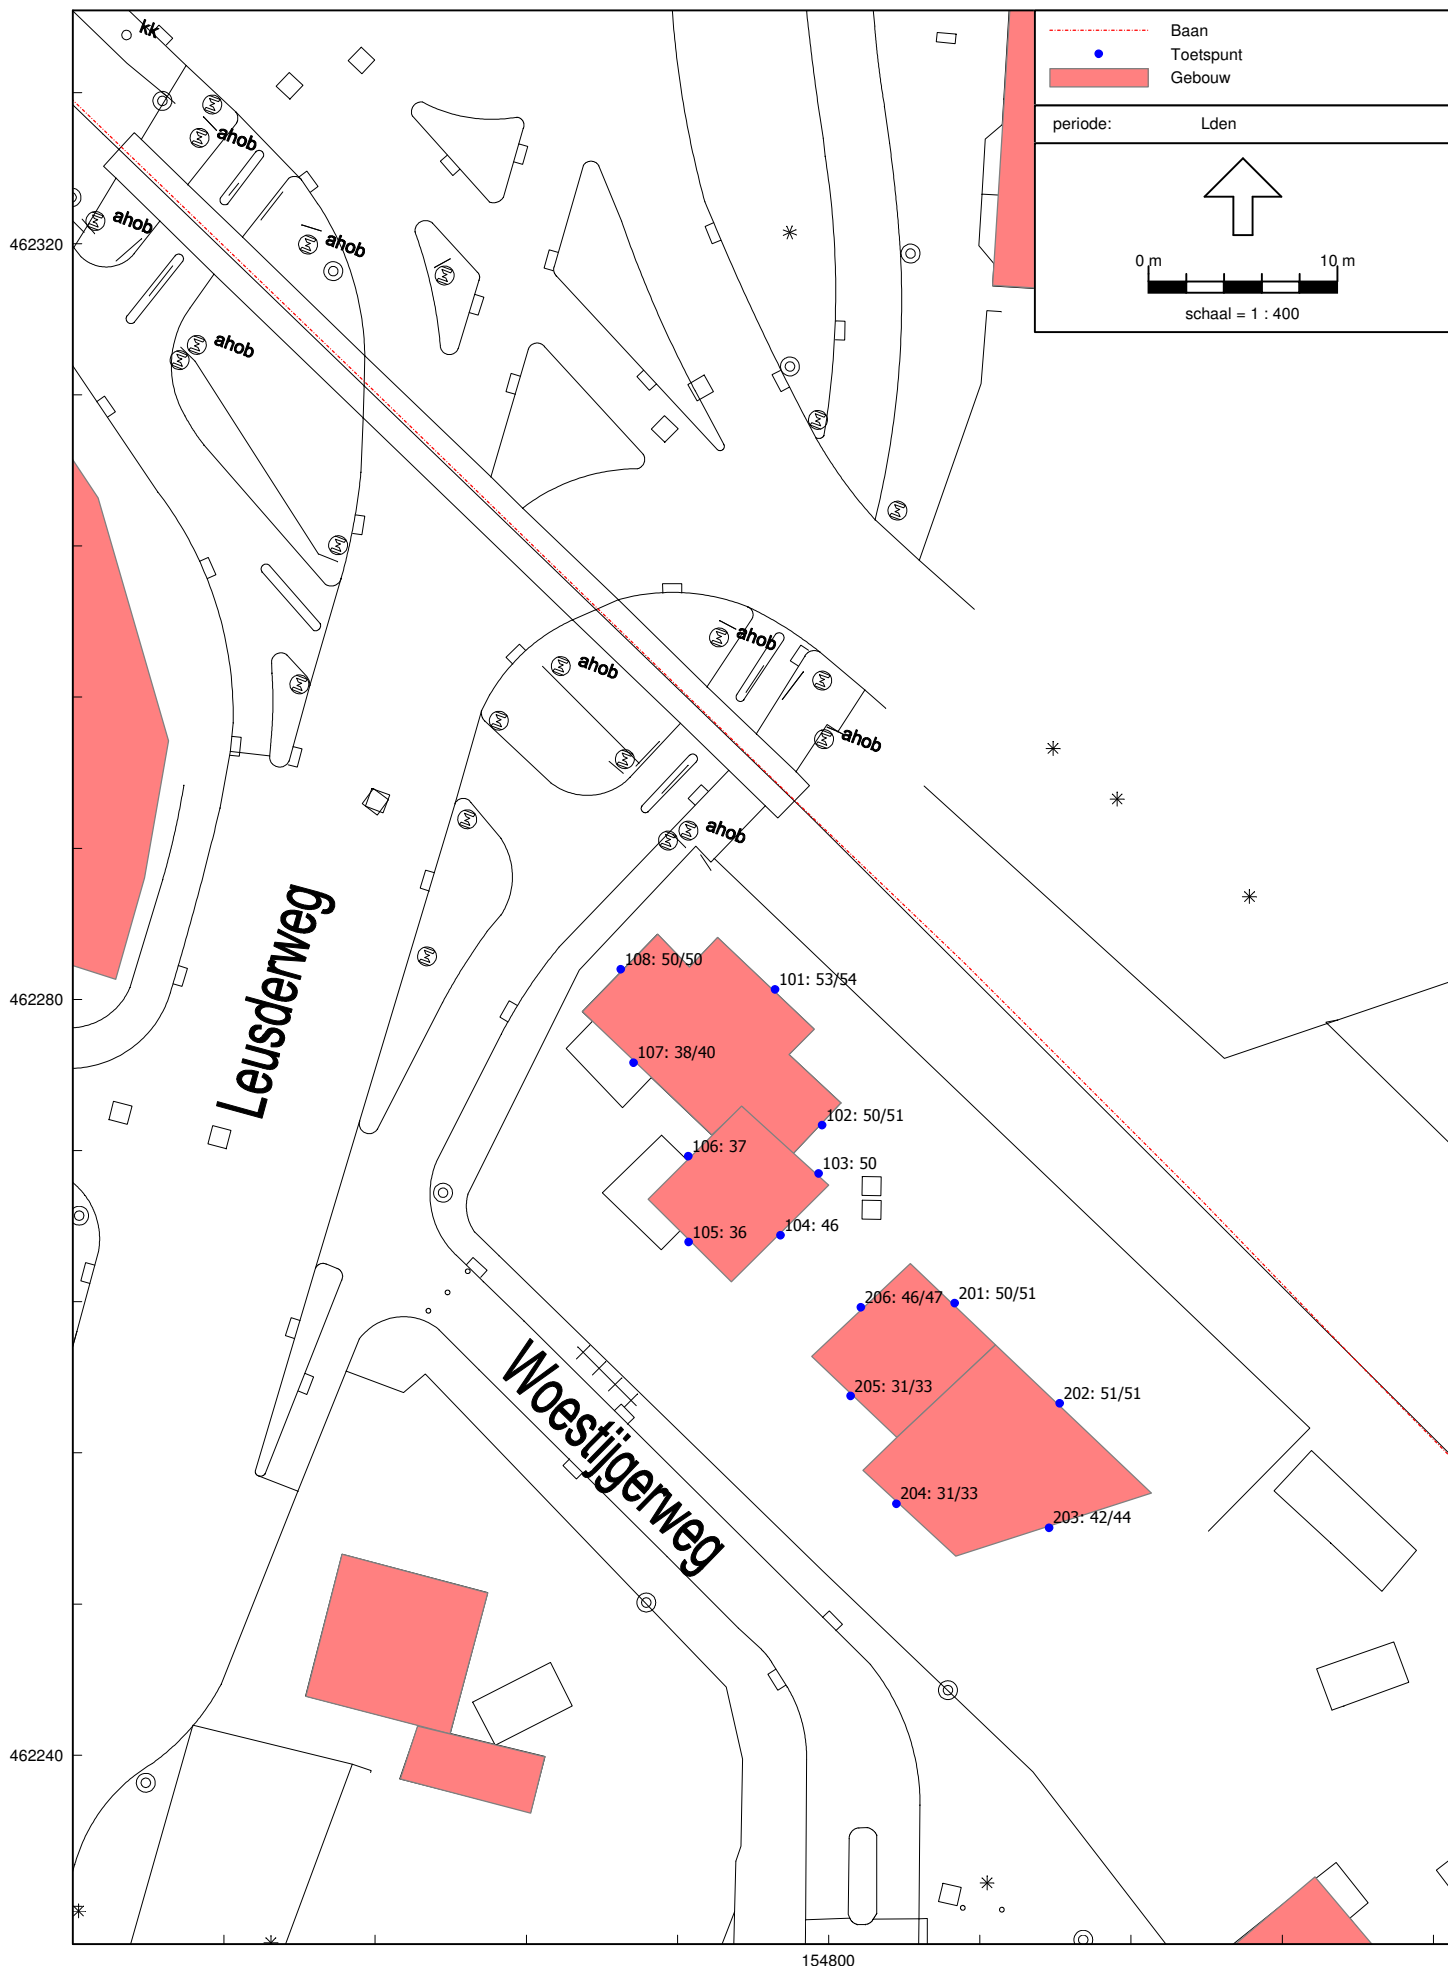 Baan
Toetspunt
Gebouw
periode: Lden
0 m 10 m
schaal = 1 : 400
kk
ahob
ahob
ahob
462320
ahob
ahob
ahob
ahob
ahob
Leusderweg
108: 50/50
101: 53/54
462280
107: 38/40
102: 50/51
106: 37
103: 50
104: 46
105: 36
206: 46/47
201: 50/51
205: 31/33
202: 51/51
Woestijgerweg
204: 31/33
203: 42/44
462240
154800